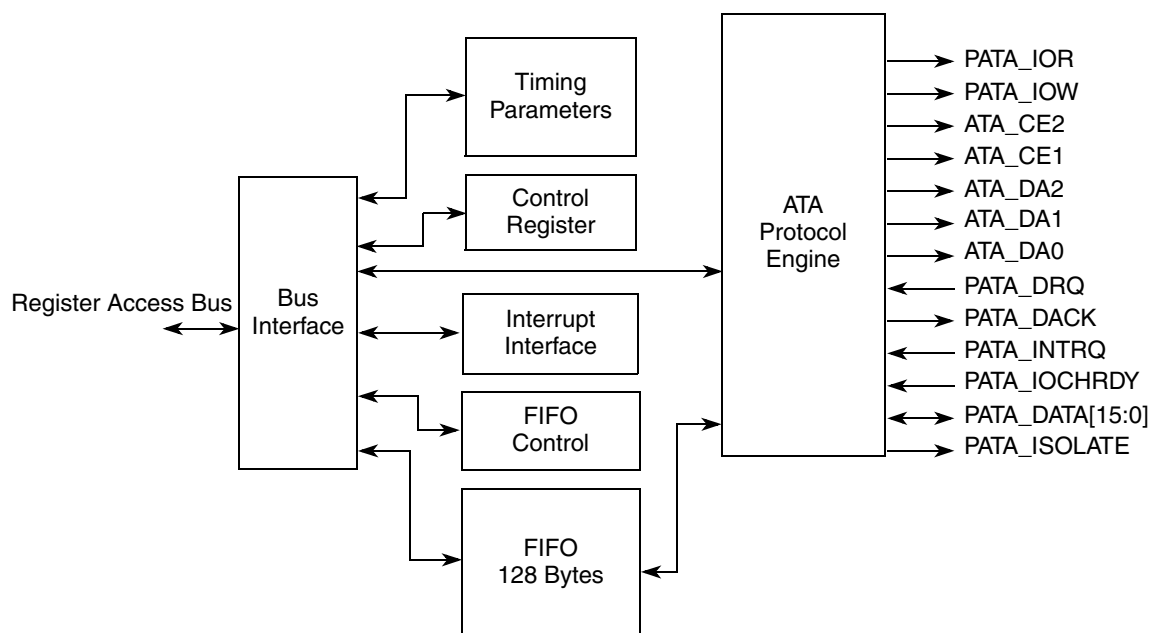 Register Access Bus
Bus
Interface
Timing
Parameters
Control
Register
Interrupt
Interface
FIFO
Control
FIFO
128 Bytes
ATA
Protocol
Engine
PATA_IOR
PATA_IOW
ATA_CE2
ATA_CE1
ATA_DA2
ATA_DA1
ATA_DA0
PATA_DRQ
PATA_DACK
PATA_INTRQ
PATA_IOCHRDY
PATA_DATA[15:0]
PATA_ISOLATE